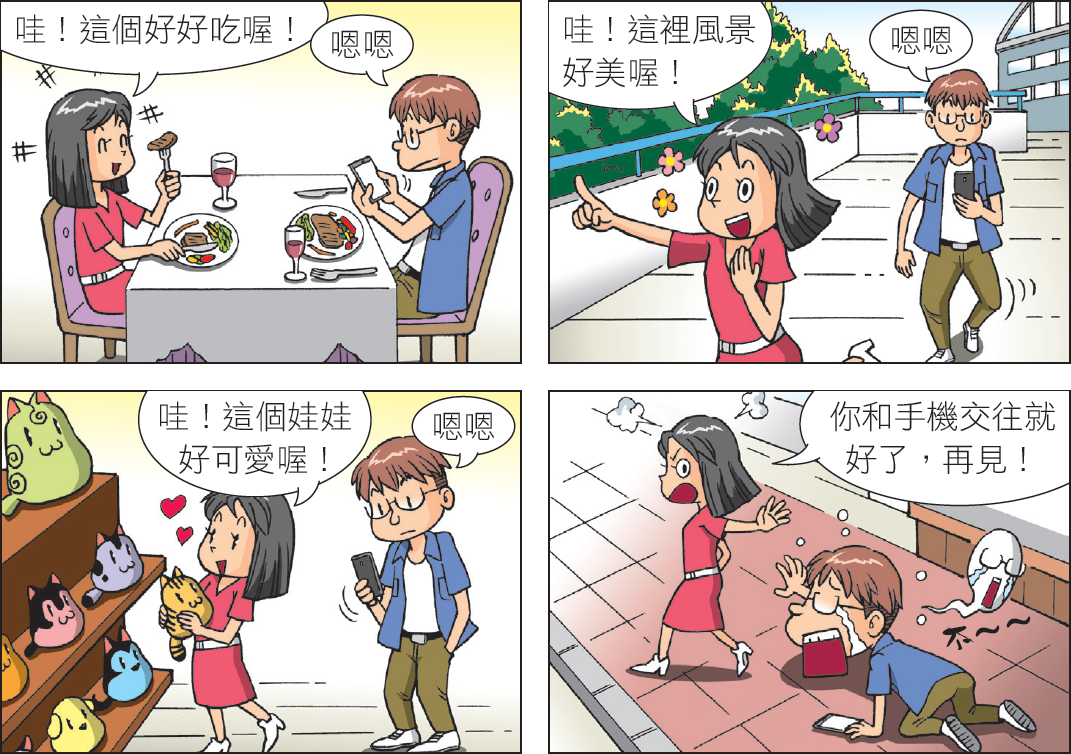 哇！這個好好吃喔！
嗯嗯
哇！這裡風景
好美喔！
嗯嗯
哇！這個娃娃
好可愛喔！
嗯嗯
你和手機交往就
好了，再見！
不~~